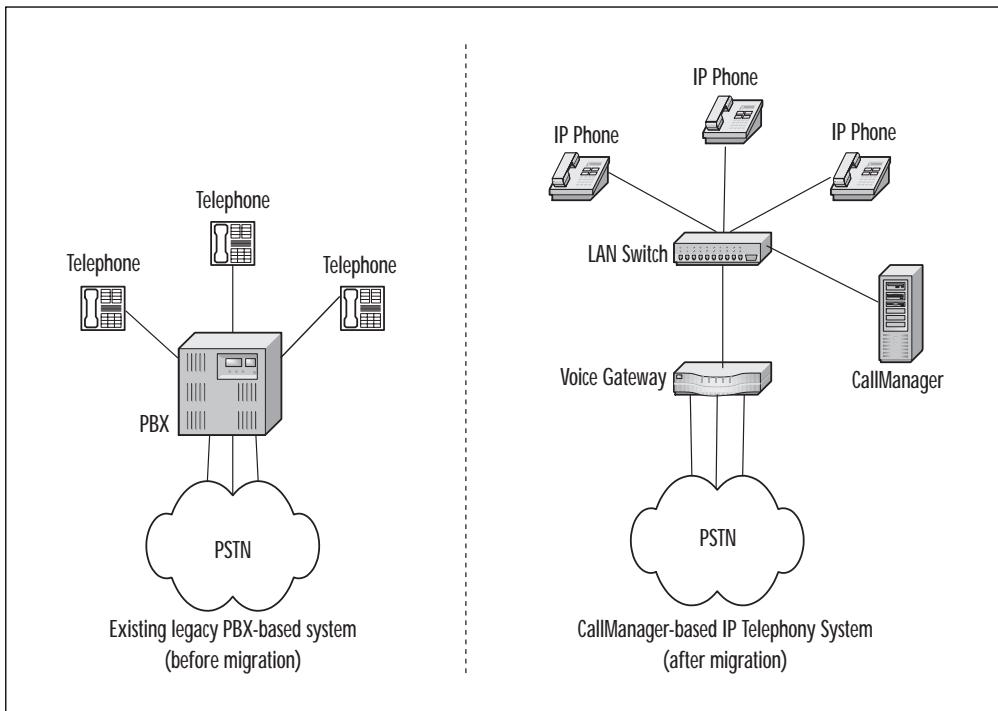 Telephone
Telephone
Telephone
PBX
PSTN
Existing legacy PBX-based system
(before migration)
IP Phone
IP Phone
IP Phone
LAN Switch
CallManager
Voice Gateway
PSTN
CallManager-based IP Telephony System
(after migration)